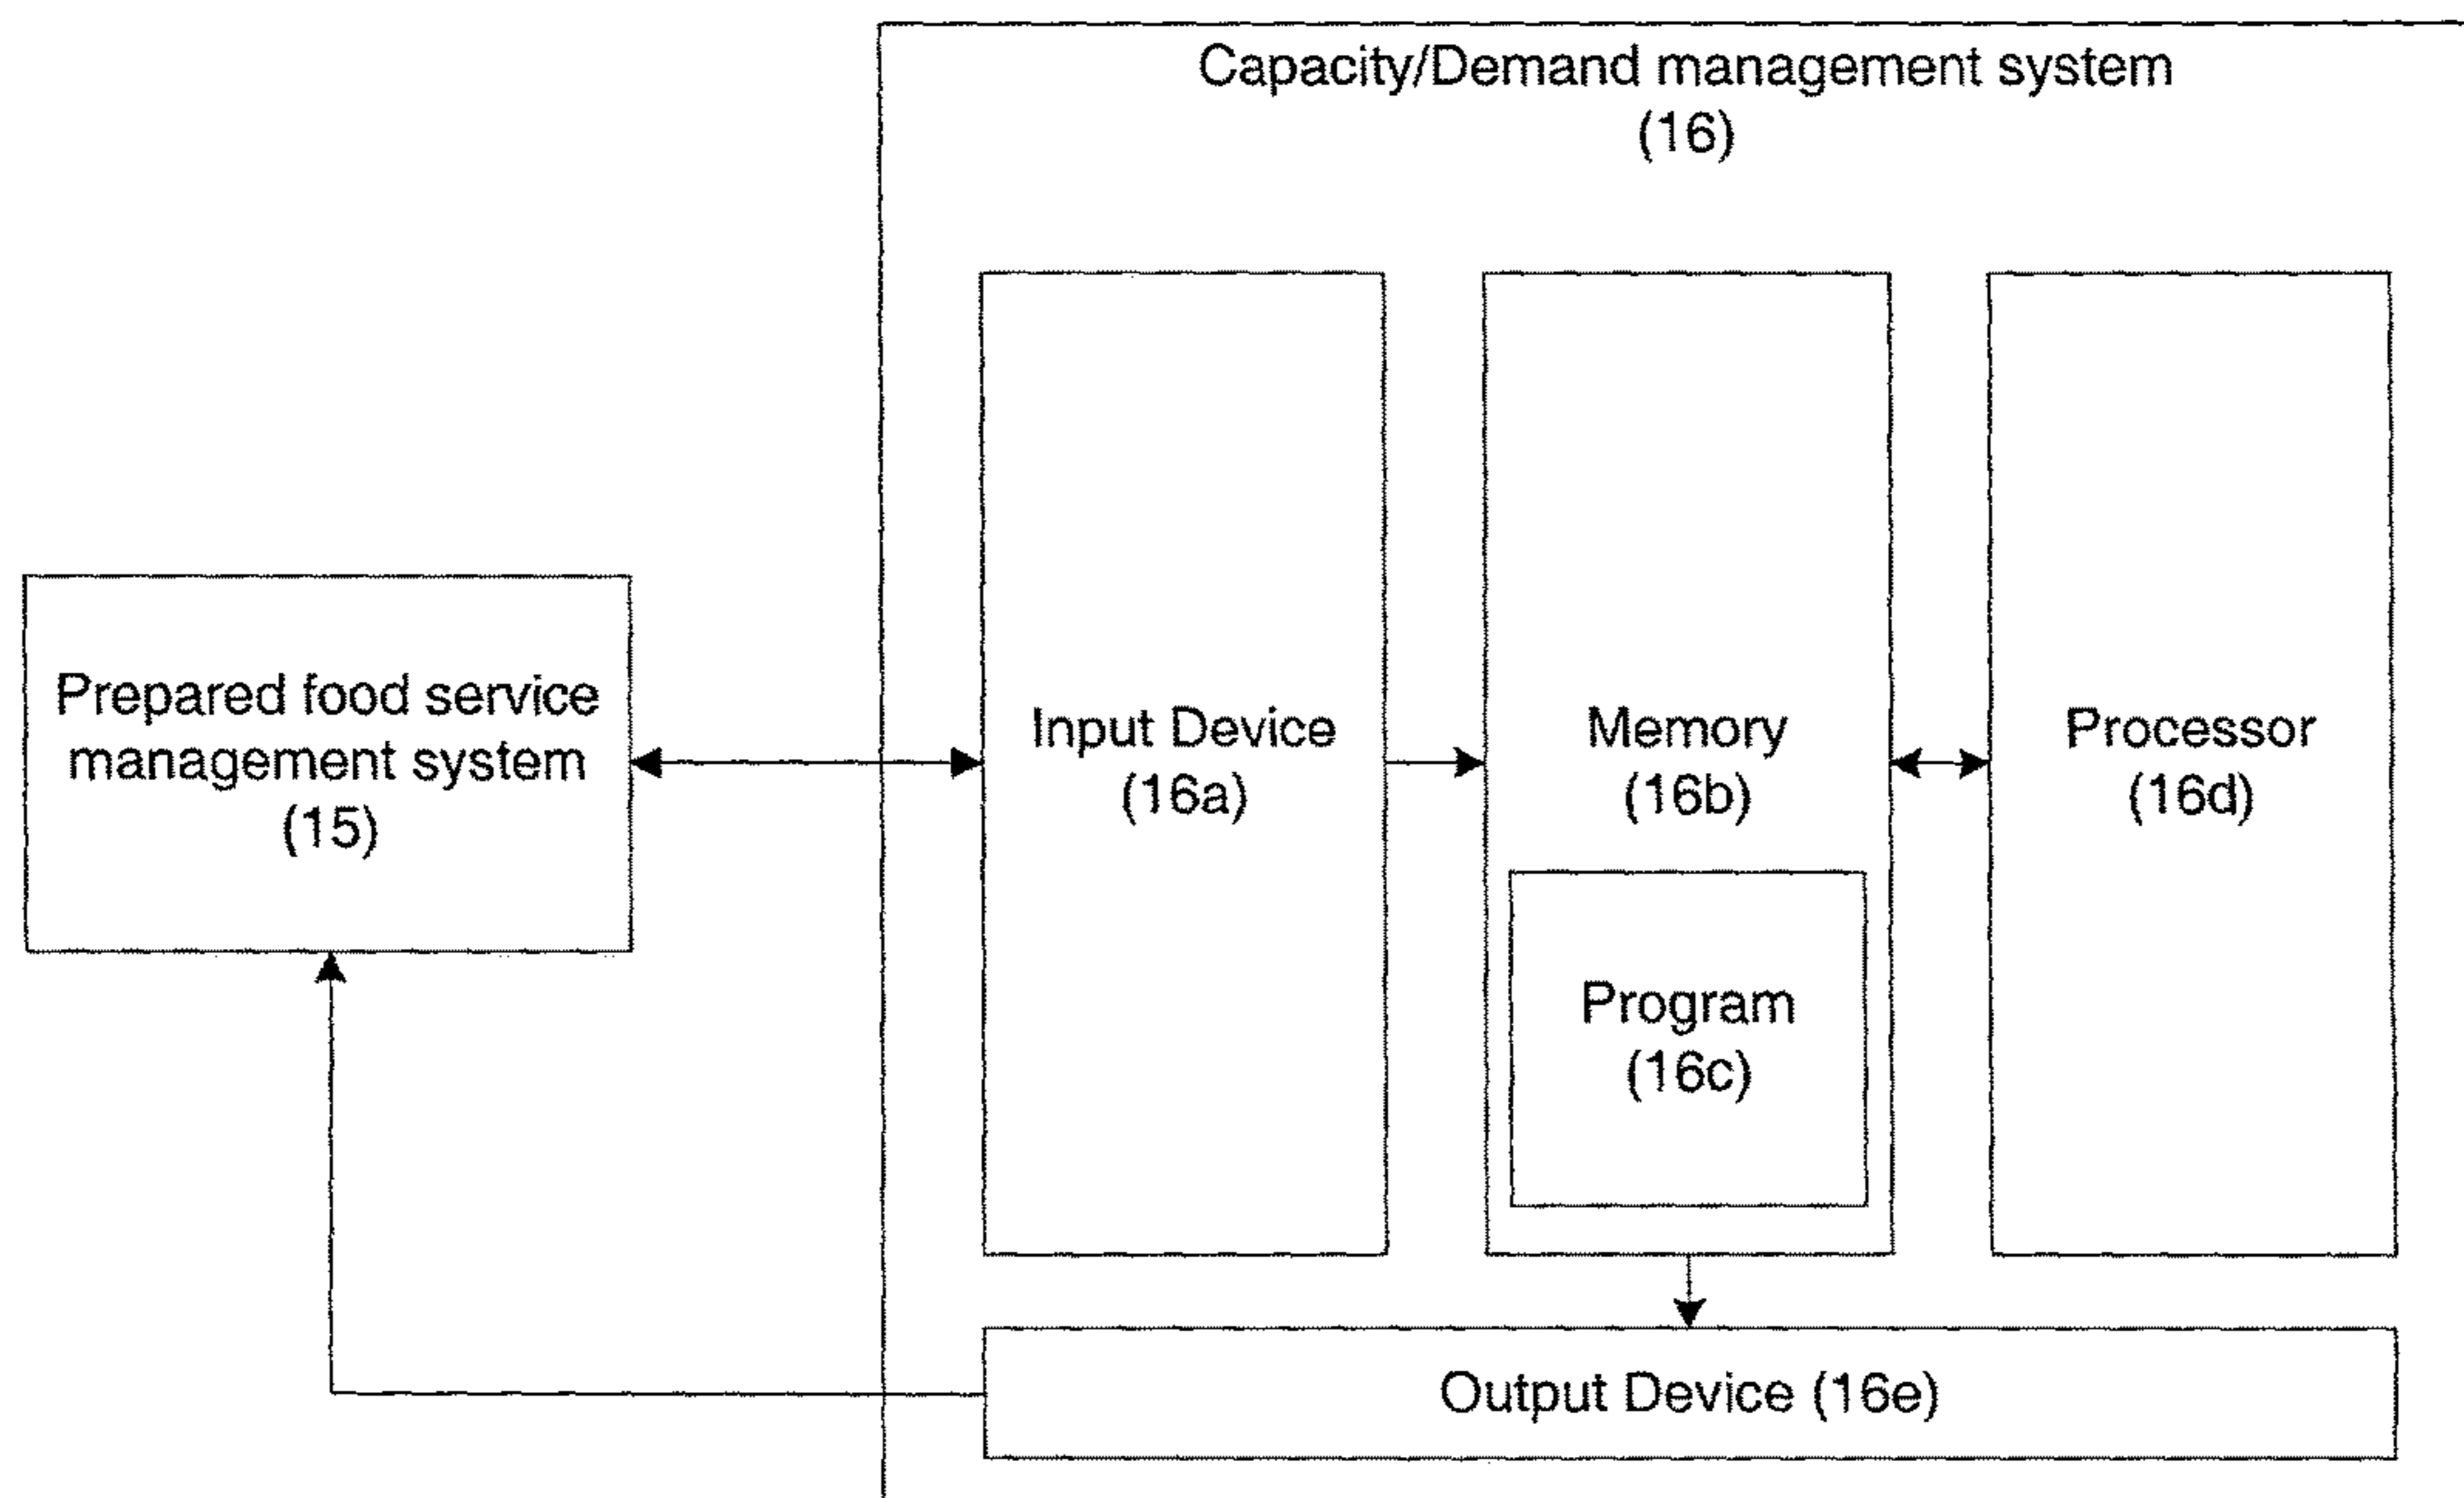 Capacity/Demand management system
(16)
Prepared food service
management system
(15)
Input Device
(16a)
Memory
(16b)
Processor
(16d)
Program
(16c)
Output Device (16e)